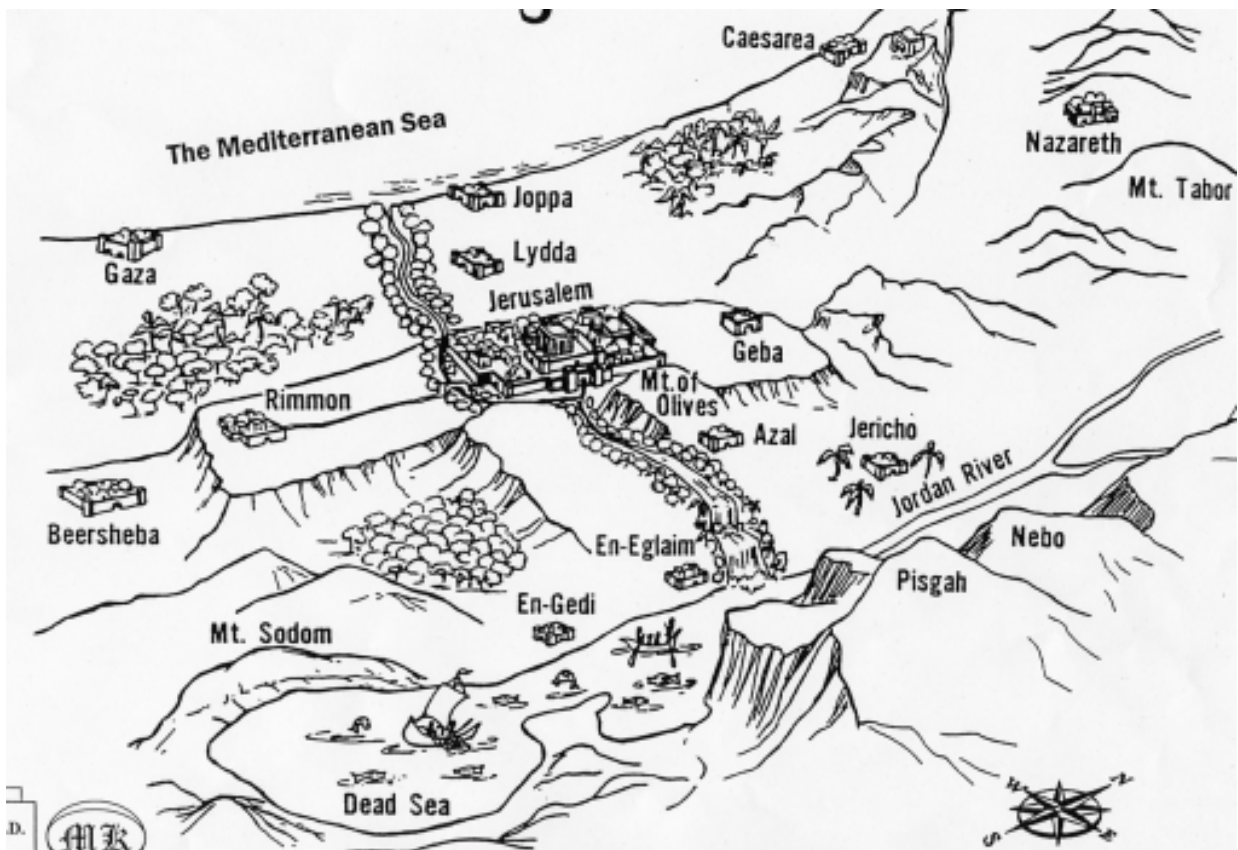 Caesarea
The Mediterranean Sea
Nazareth
Mt. Tabor
Joppa
Gaza
Lydda
Jerusalem
Geba
Mt. of
Olives
Rimmon
Azal
Jericho
Jordan River
Beersheba
En-Eglaim
Nebo
Pisgah
En-Gedi
Mt. Sodom
Dead Sea
W
N
S
E
D.
MK